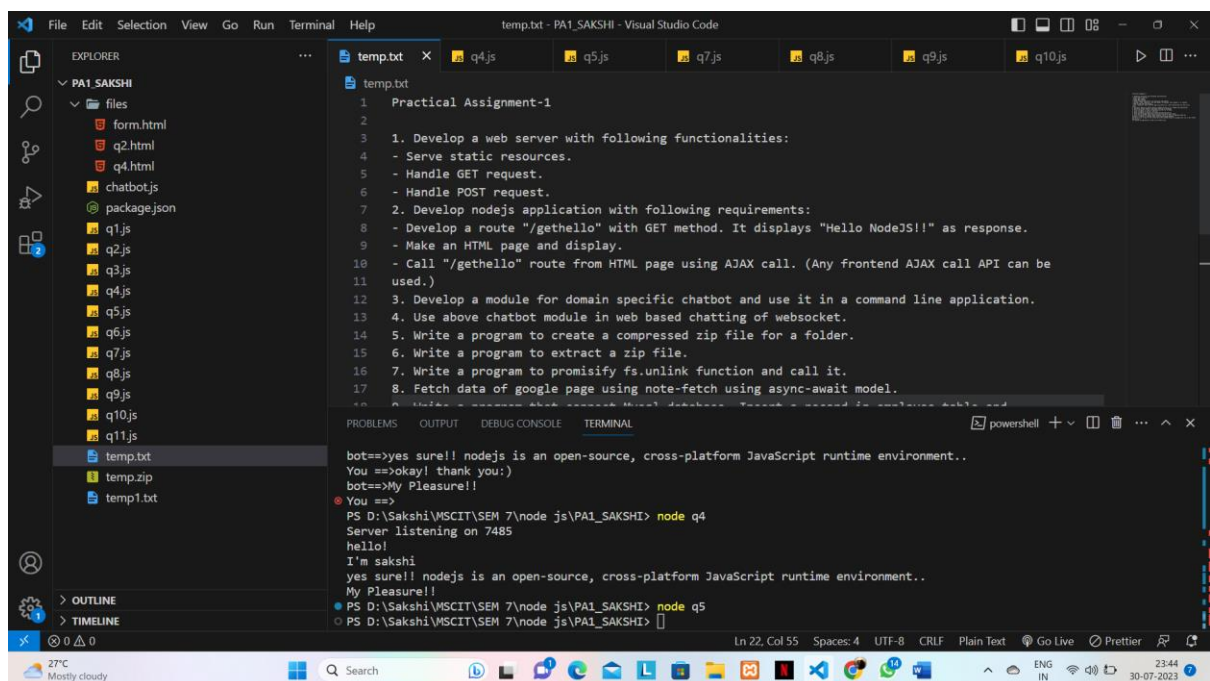 File Edit Selection View Go Run Terminal Help temp.txt - PA1_SAKSHI - Visual Studio Code
EXPLORER
PA1_SAKSHI
files
form.html
q2.html
q4.html
chatbot.js
package.json
q1.js
q2.js
q3.js
q4.js
q5.js
q6.js
q7.js
q8.js
q9.js
q10.js
q11.js
temp.txt
temp.zip
temp1.txt
OUTLINE
TIMELINE
temp.txt q4.js q5.js q7.js q8.js q9.js q10.js
temp.txt
1 Practical Assignment-1
2
3 1. Develop a web server with following functionalities:
4 - Serve static resources.
5 - Handle GET request.
6 - Handle POST request.
7 2. Develop nodejs application with following requirements:
8 - Develop a route "/gethello" with GET method. It displays "Hello NodeJS!!" as response.
9 - Make an HTML page and display.
10 - Call "/gethello" route from HTML page using AJAX call. (Any frontend AJAX call API can be
11 used.)
12 3. Develop a module for domain specific chatbot and use it in a command line application.
13 4. Use above chatbot module in web based chatting of websocket.
14 5. Write a program to create a compressed zip file for a folder.
15 6. Write a program to extract a zip file.
16 7. Write a program to promisify fs.unlink function and call it.
17 8. Fetch data of google page using note-fetch using async-await model.
PROBLEMS OUTPUT DEBUG CONSOLE TERMINAL powershell
bot==>yes sure!! nodejs is an open-source, cross-platform JavaScript runtime environment..
You ==>okay! thank you:)
bot==>My Pleasure!!
You ==>
PS D:\Sakshi\MSCIT\SEM 7\node js\PA1_SAKSHI> node q4
Server listening on 7485
hello!
I'm sakshi
yes sure!! nodejs is an open-source, cross-platform JavaScript runtime environment..
My Pleasure!!
PS D:\Sakshi\MSCIT\SEM 7\node js\PA1_SAKSHI> node q5
PS D:\Sakshi\MSCIT\SEM 7\node js\PA1_SAKSHI>
0 0 Ln 22, Col 55 Spaces: 4 UTF-8 CRLF Plain Text Go Live Prettier
27°C
Mostly cloudy
Search
ENG
IN
23:44
30-07-2023